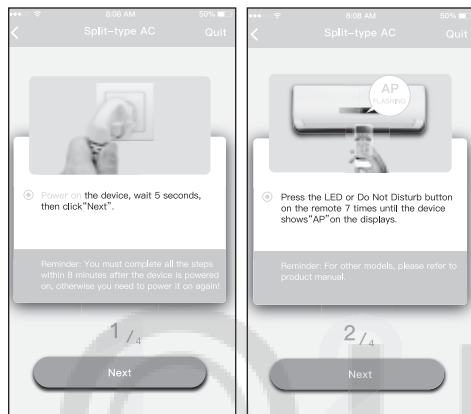 8:08 AM
50%
Split-type AC
Quit
Power on the device, wait 5 seconds,
then click"Next".
Reminder: You must complete all the steps
within 8 minutes after the device is powered
on, otherwise you need to power it on again!
1/4
Next
8:08 AM
50%
Split-type AC
Quit
AP
FLASHING
Press the LED or Do Not Disturb button
on the remote 7 times until the device
shows"AP"on the displays.
Reminder: For other models, please refer to
product manual.
2/4
Next